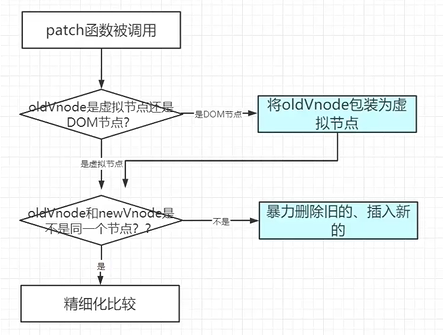 patch函数被调用
oldVnode是虚拟节点还是
DOM节点？
是DOM节点
将oldVnode包装为虚
拟节点
是虚拟节点
oldVnode和newVnode是
不是同一个节点？？
不是
暴力删除旧的、插入新
的
是
精细化比较